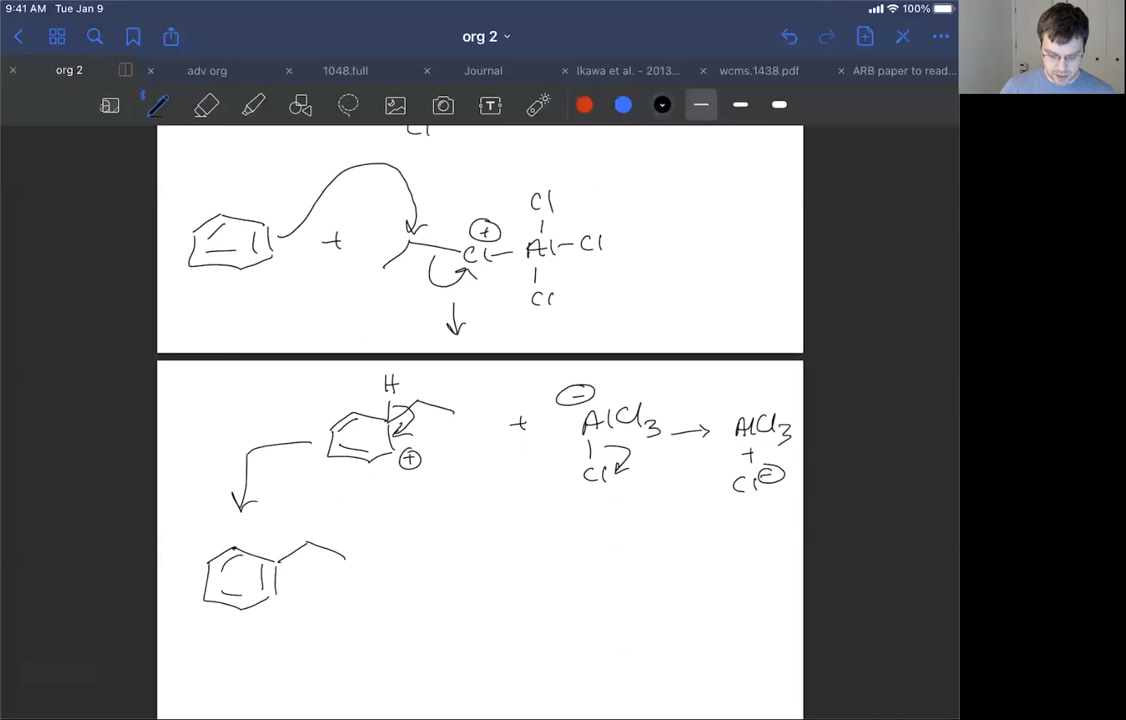 9:41 AM Tue Jan 9
100%
org 2
org 2
adv org
1048.full
Journal
Ikawa et al. - 2013...
wcms.1438.pdf
ARB paper to read...
T
Cl
Cl
+
+
Cl - Al - Cl
Cl
H
+
+
−
AlCl3 → AlCl3
+
Cl
Cl −